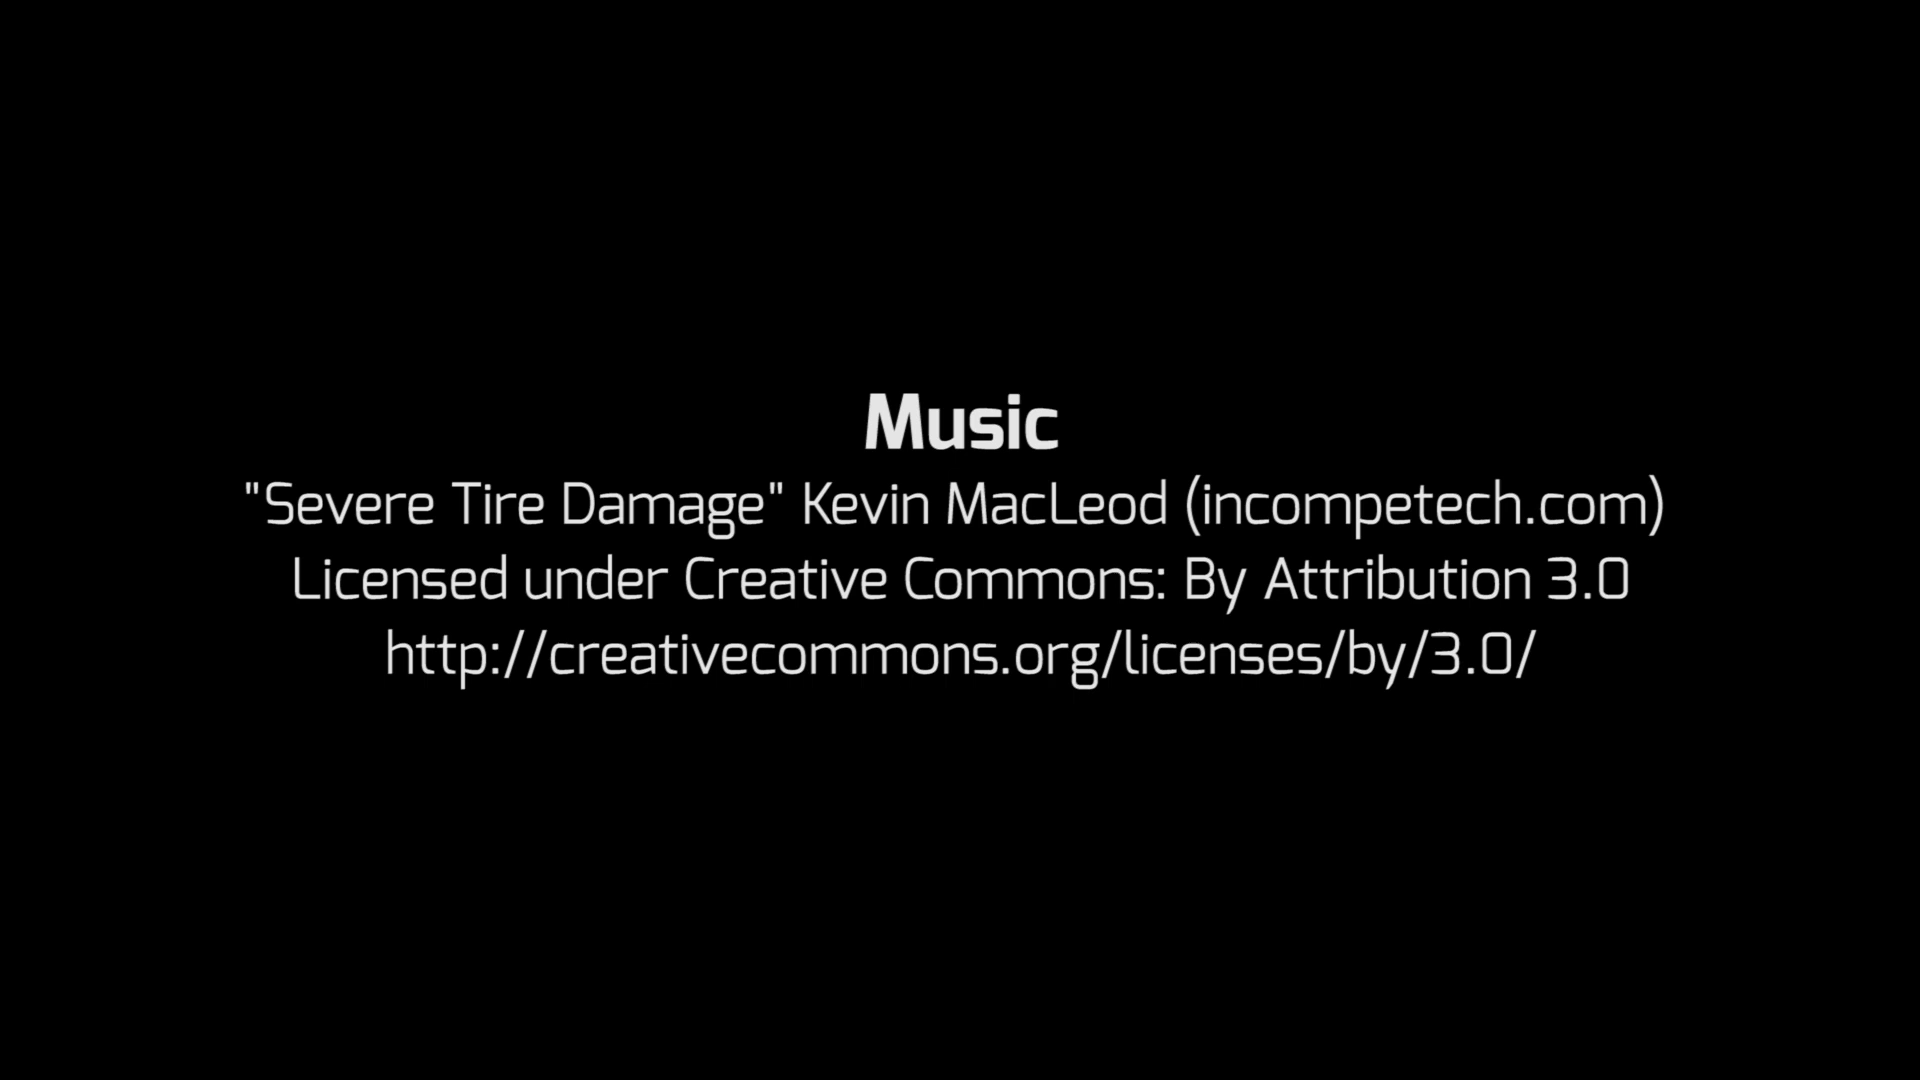 Music
"Severe Tire Damage" Kevin MacLeod (incompetech.com)
Licensed under Creative Commons: By Attribution 3.0
http://creativecommons.org/licenses/by/3.0/